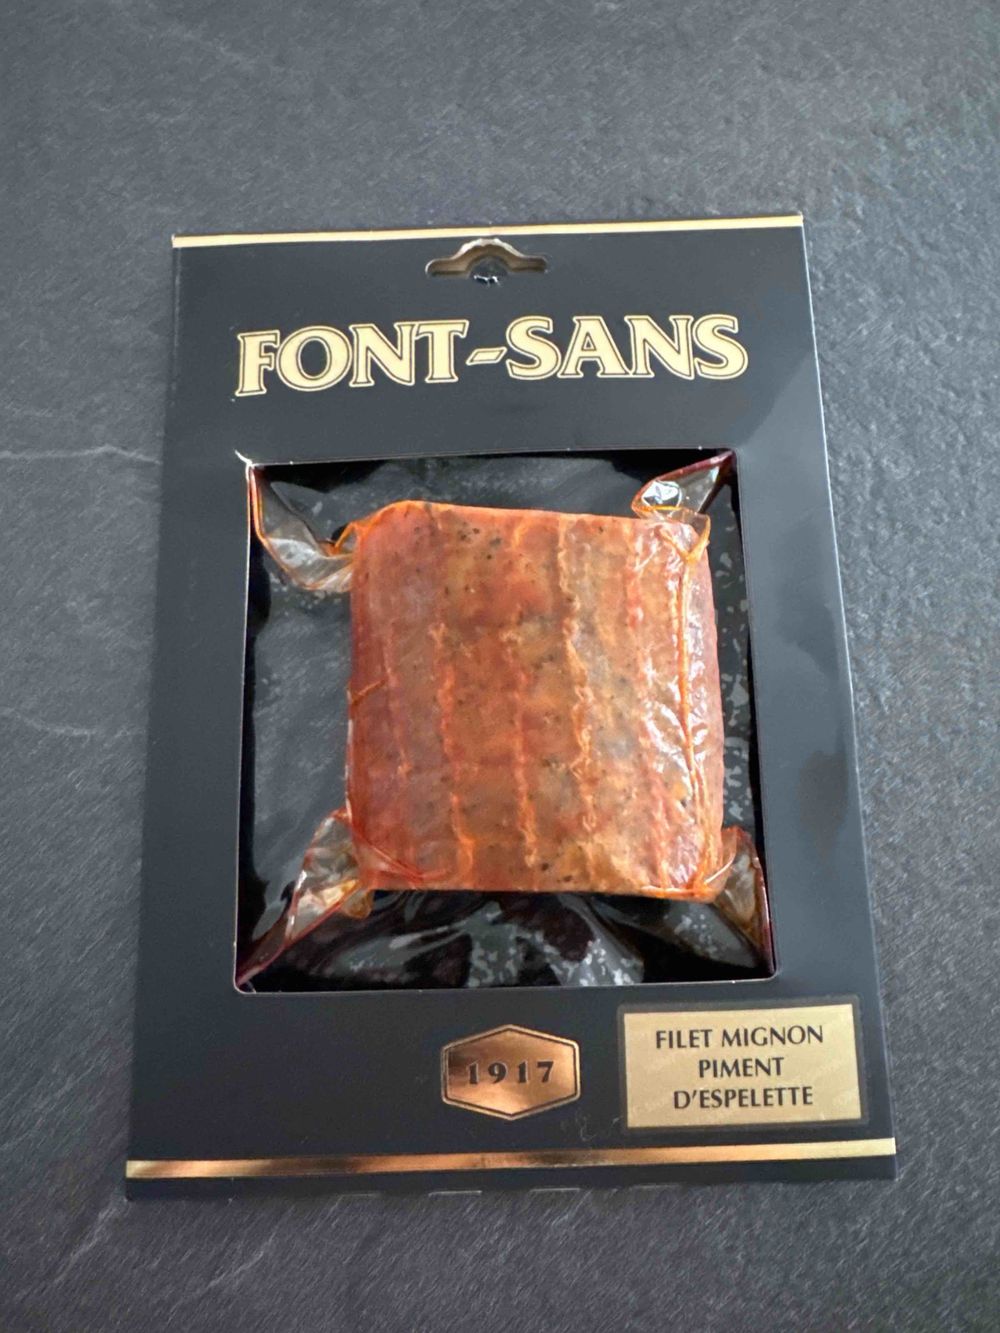 FONT-SANS
1917
FILET MIGNON
PIMENT
D'ESPELETTE